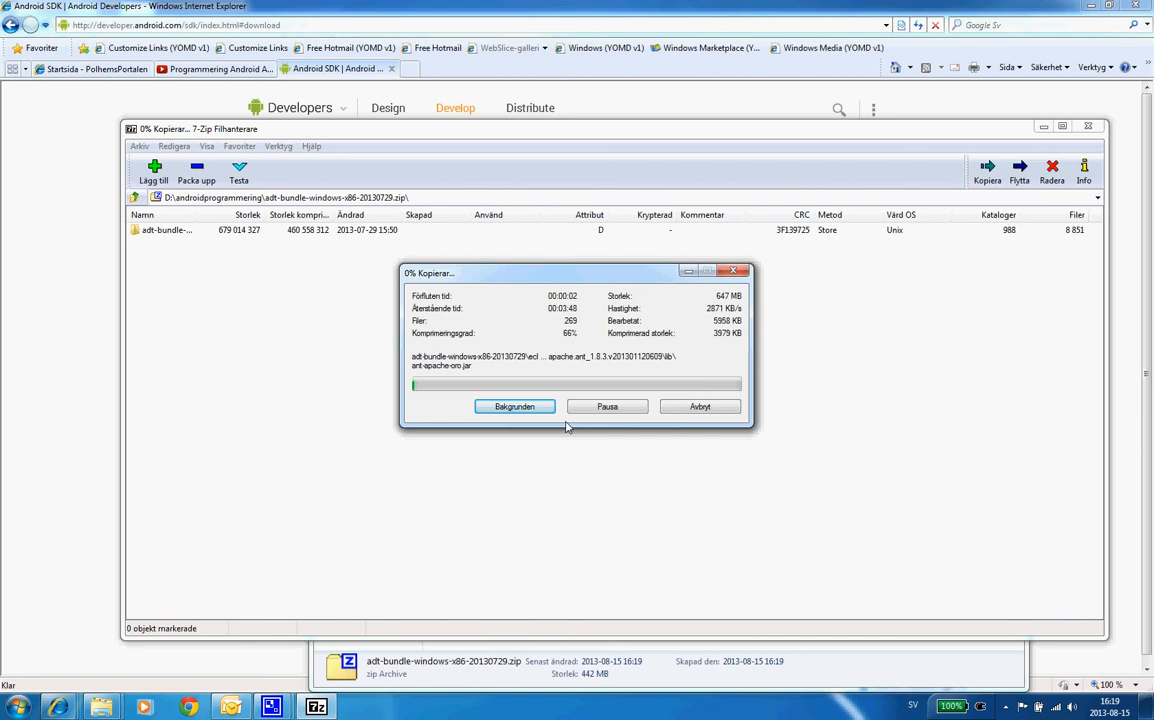 Android SDK | Android Developers - Windows Internet Explorer
http://developer.android.com/sdk/index.html#download
Google Sv
Favoriter
Customize Links (YOMD v1)
Customize Links (YOMD v1)
Free Hotmail (YOMD v1)
Free Hotmail
WebSlice-galleri
Windows (YOMD v1)
Windows Marketplace (Y...
Windows Media (YOMD v1)
Startsida - PolhemsPortalen
Programmering Android A...
Android SDK | Android ...
Sida
Säkerhet
Verktyg
Developers
Design
Develop
Distribute
7z 0% Kopierar... 7-Zip Filhanterare
Arkiv Redigera Visa Favoriter Verktyg Hjälp
Lägg till Packa upp Testa Kopiera Flytta Radera Info
D:\androidprogrammering\adt-bundle-windows-x86-20130729.zip\
Namn Storlek Storlek kompri... Ändrad Skapad Använd Attribut Krypterad Kommentar CRC Metod Värd OS Kataloger Filer
adt-bundle-... 679 014 327 460 558 312 2013-07-29 15:50 D - 3F139725 Store Unix 988 8 851
0% Kopierar...
Förfluten tid: 00:00:02 Storlek: 647 MB
Återstående tid: 00:03:48 Hastighet: 2871 KB/s
Filer: 269 Bearbetat: 5958 KB
Komprimeringsgrad: 66% Komprimerad storlek: 3979 KB
adt-bundle-windows-x86-20130729\ecl ... apache.ant_1.8.3.v201301120609\lib\
ant-apache-oro.jar
Bakgrunden Pausa Avbryt
0 objekt markerade
adt-bundle-windows-x86-20130729.zip Senast ändrad: 2013-08-15 16:19 Skapad den: 2013-08-15 16:19
zip Archive Storlek: 442 MB
Klar
100 %
SV
100%
16:19
2013-08-15